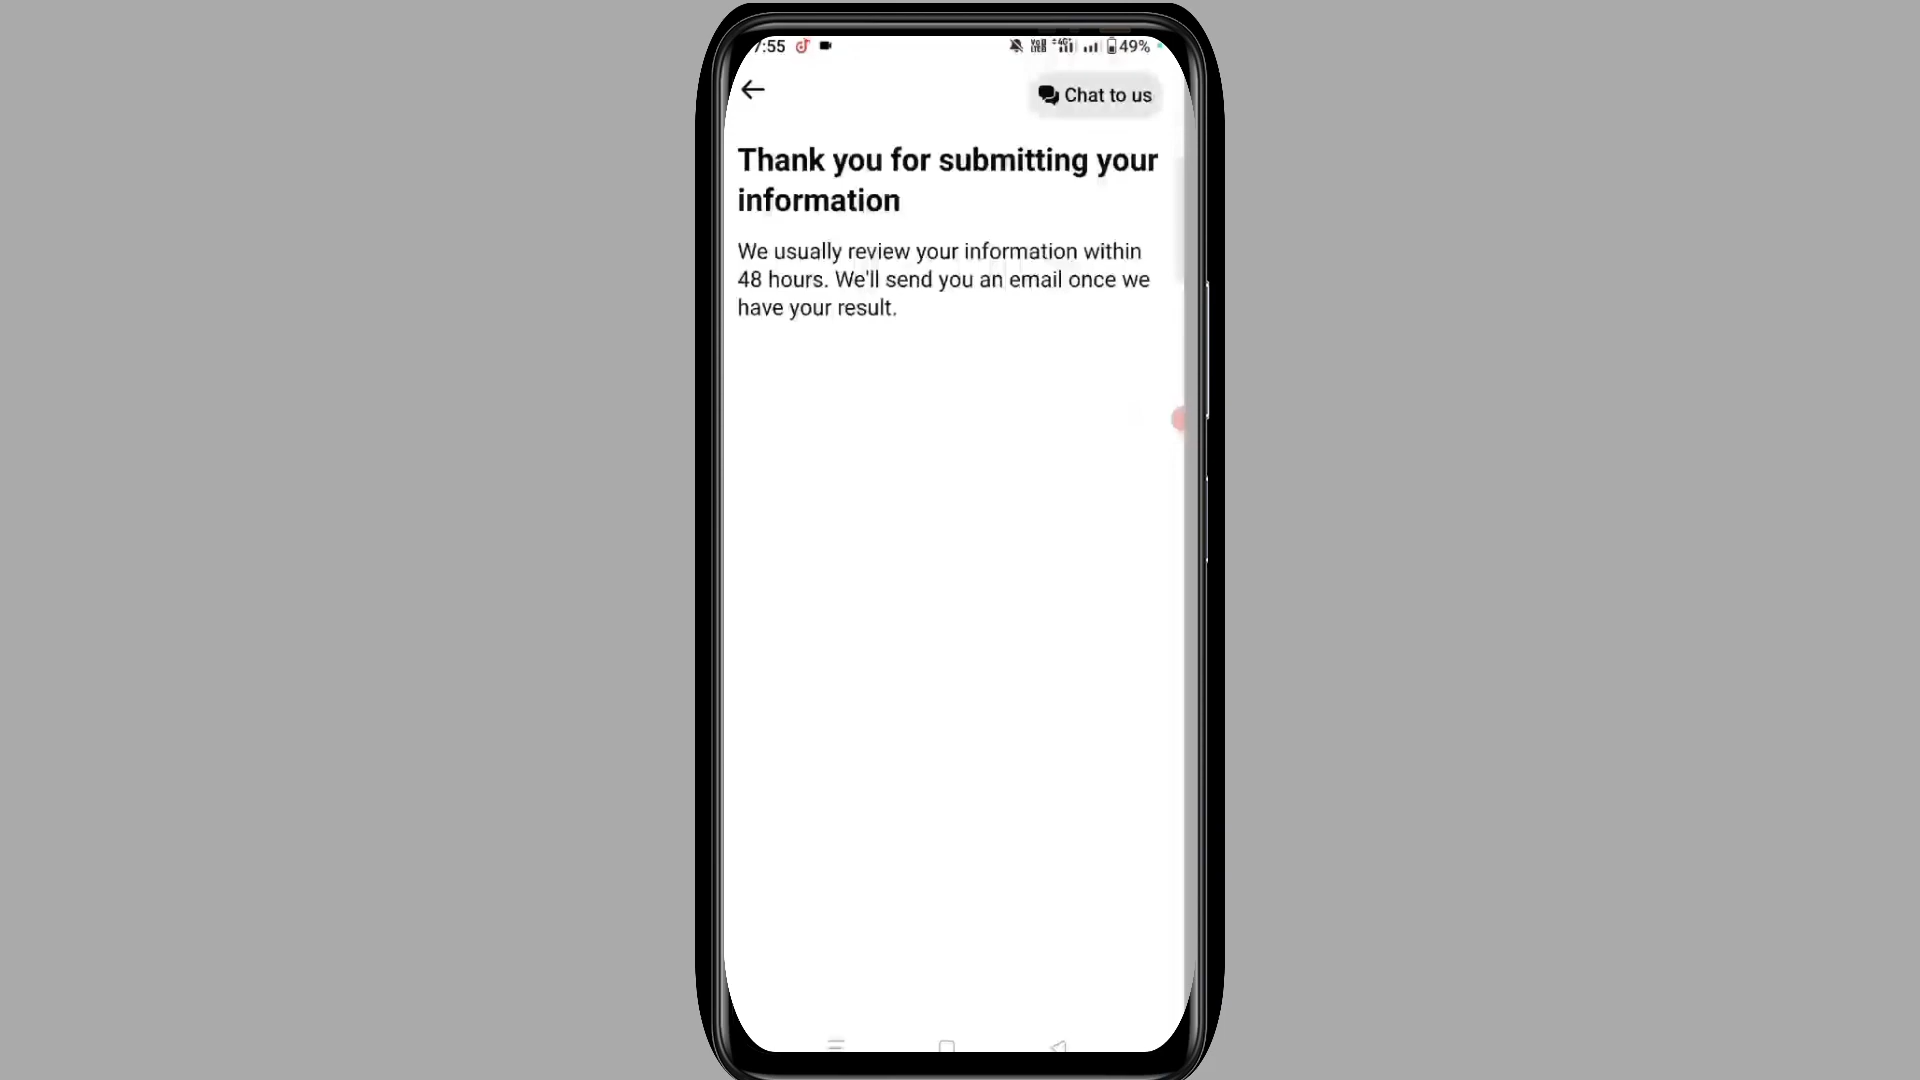 7:55 49%
Chat to us
Thank you for submitting your
information
We usually review your information within
48 hours. We'll send you an email once we
have your result.